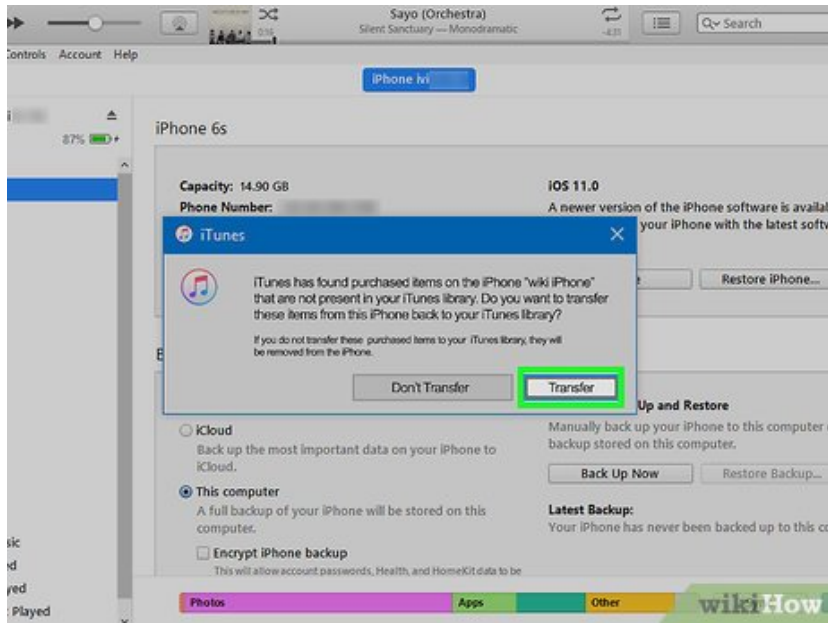 Sayo (Orchestra)
Silent Sanctuary — Monodramatic
0:16
-4:31
Search
Controls Account Help
iPhone ivi
87%
iPhone 6s
Capacity: 14.90 GB
iOS 11.0
Phone Number:
A newer version of the iPhone software is availa
your iPhone with the latest softw
iTunes
iTunes has found purchased items on the iPhone "wiki iPhone"
that are not present in your iTunes library. Do you want to transfer
these items from this iPhone back to your iTunes library?
If you do not transfer these purchased items to your iTunes library, they will
be removed from the iPhone.
Restore iPhone...
B
Don't Transfer
Transfer
Up and Restore
iCloud
Back up the most important data on your iPhone to
iCloud.
Manually back up your iPhone to this computer
backup stored on this computer.
Back Up Now
Restore Backup...
This computer
A full backup of your iPhone will be stored on this
computer.
Latest Backup:
Your iPhone has never been backed up to this co
Encrypt iPhone backup
This will allow account passwords, Health, and HomeKit data to be
sic
ed
yed
Played
Photos
Apps
Other
wikiHow